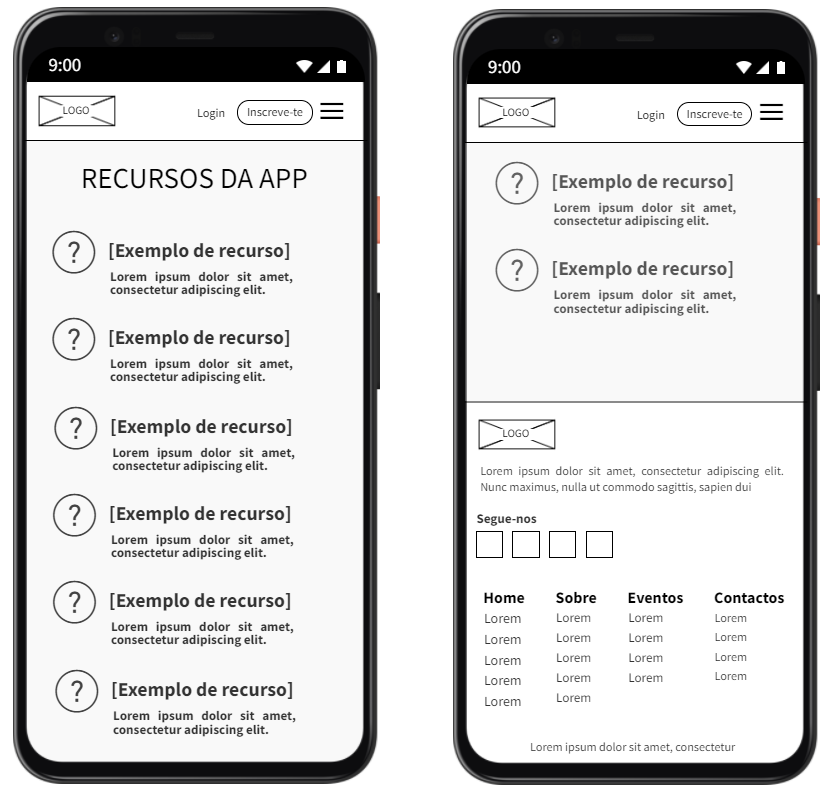 9:00
LOGO
Login
Inscreve-te
RECURSOS DA APP
?
[Exemplo de recurso]
Lorem ipsum dolor sit amet,
consectetur adipiscing elit.
?
[Exemplo de recurso]
Lorem ipsum dolor sit amet,
consectetur adipiscing elit.
?
[Exemplo de recurso]
Lorem ipsum dolor sit amet,
consectetur adipiscing elit.
?
[Exemplo de recurso]
Lorem ipsum dolor sit amet,
consectetur adipiscing elit.
?
[Exemplo de recurso]
Lorem ipsum dolor sit amet,
consectetur adipiscing elit.
?
[Exemplo de recurso]
Lorem ipsum dolor sit amet,
consectetur adipiscing elit.
9:00
LOGO
Login
Inscreve-te
?
[Exemplo de recurso]
Lorem ipsum dolor sit amet,
consectetur adipiscing elit.
?
[Exemplo de recurso]
Lorem ipsum dolor sit amet,
consectetur adipiscing elit.
LOGO
Lorem ipsum dolor sit amet, consectetur adipiscing elit.
Nunc maximus, nulla ut commodo sagittis, sapien dui
Segue-nos
Home
Lorem
Lorem
Lorem
Lorem
Lorem
Sobre
Lorem
Lorem
Lorem
Lorem
Lorem
Eventos
Lorem
Lorem
Lorem
Lorem
Contactos
Lorem
Lorem
Lorem
Lorem
Lorem ipsum dolor sit amet, consectetur